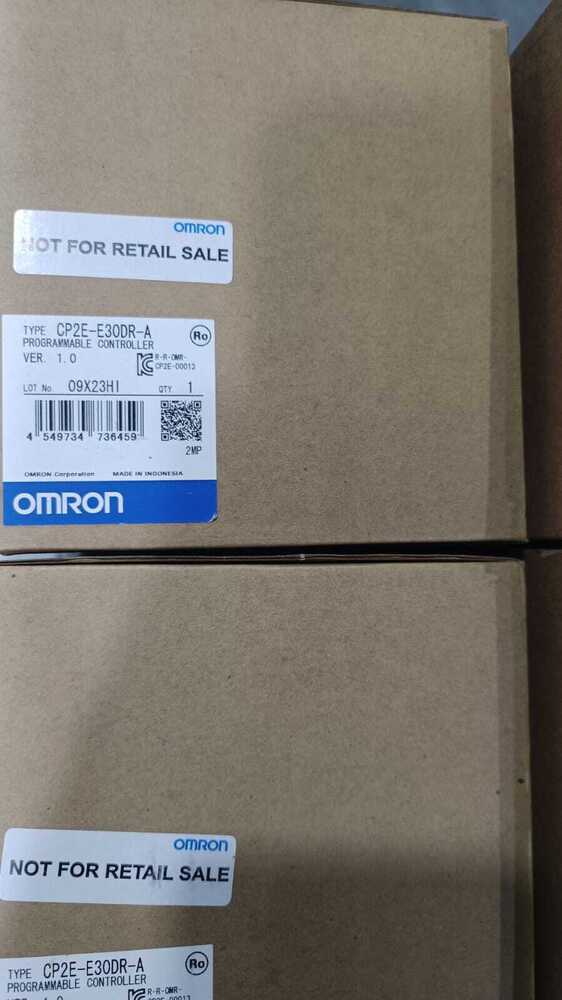 OMRON
NOT FOR RETAIL SALE
TYPE CP2E-E30DR-A
Ro
PROGRAMMABLE CONTROLLER
VER. 1.0
R-R-OMR-
CP2E-00013
LOT No. 09X23HI QTY 1
4 549734 736459
2MP
OMRON Corporation MADE IN INDONESIA
OMRON
OMRON
NOT FOR RETAIL SALE
TYPE CP2E-E30DR-A
Ro
PROGRAMMABLE CONTROLLER
R-R-OMR-